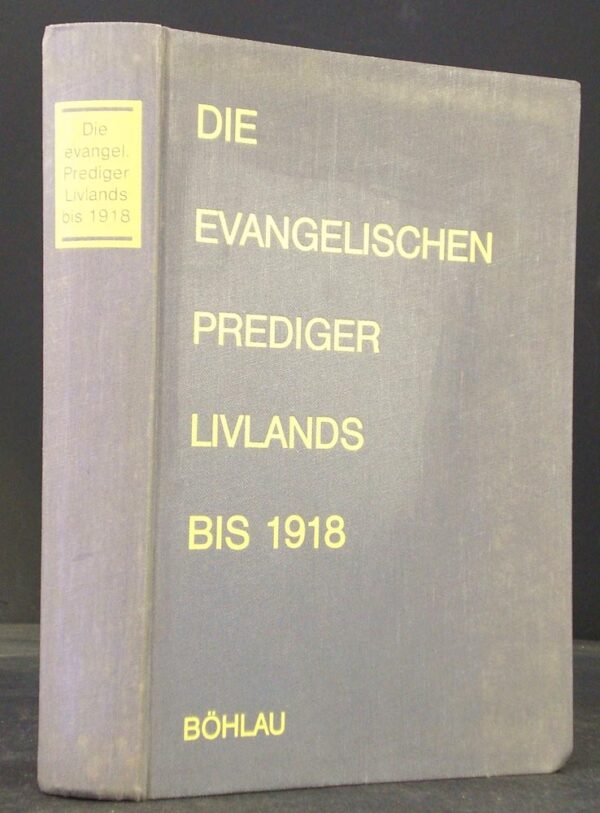 Die
evangel.
Prediger
Livlands
bis 1918
DIE
EVANGELISCHEN
PREDIGER
LIVLANDS
BIS 1918
BÖHLAU